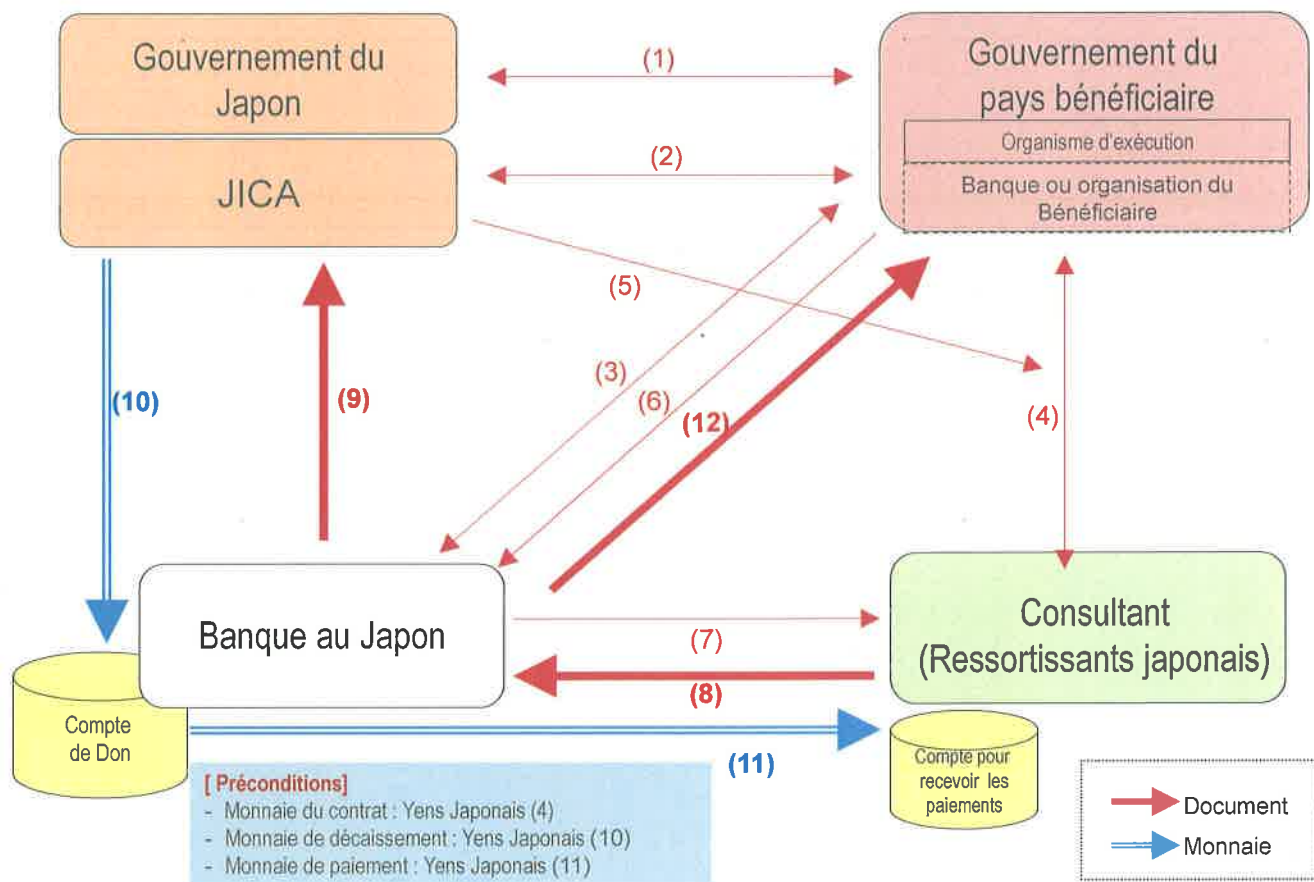 Gouvernement du
Japon
JICA
(1)
(2)
Gouvernement du
pays bénéficiaire
Organisme d'exécution
Banque ou organisation du
Bénéficiaire
(5)
(3)
(6)
(12)
(4)
(10)
(9)
Banque au Japon
(7)
(8)
Consultant
(Ressortissants japonais)
Compte
de Don
(11)
Compte pour
recevoir les
paiements
[ Préconditions]
- Monnaie du contrat : Yens Japonais (4)
- Monnaie de décaissement : Yens Japonais (10)
- Monnaie de paiement : Yens Japonais (11)
Document
Monnaie